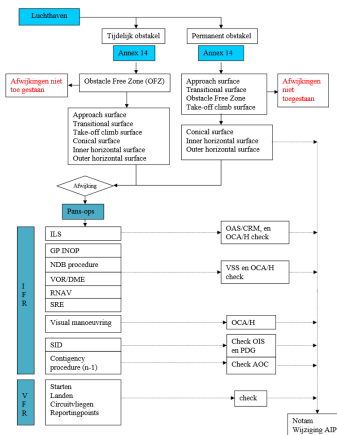 Luchthaven
Tijdelijk obstakel
Permanent obstakel
Annex 14
Annex 14
Afwijkingen niet
toe gestaan
Obstacle Free Zone (OFZ)
Approach surface
Transitional surface
Obstacle Free Zone
Take-off climb surface
Afwijkingen
niet
toegestaan
Approach surface
Transitional surface
Take-off climb surface
Conical surface
Inner horizontal surface
Outer horizontal surface
Conical surface
Inner horizontal surface
Outer horizontal surface
Afwijking
Pans-ops
I
F
R
ILS
OAS/CRM, en
OCA/H check
GP INOP
NDB procedure
VOR/DME
RNAV
SRE
VSS en OCA/H
check
Visual manoeuvring
OCA/H
SID
Check OIS
en PDG
Contigency
procedure (n-1)
Check AOC
V
F
R
Starten
Landen
Circuitvliegen
Reportingpoints
check
Notam
Wijziging AIP